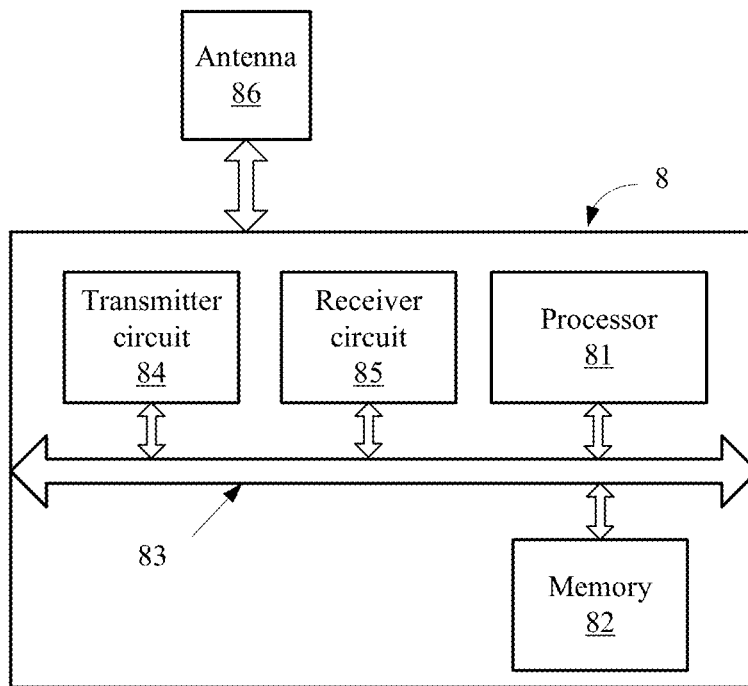 Antenna
86
8
Transmitter
circuit
84
Receiver
circuit
85
Processor
81
83
Memory
82